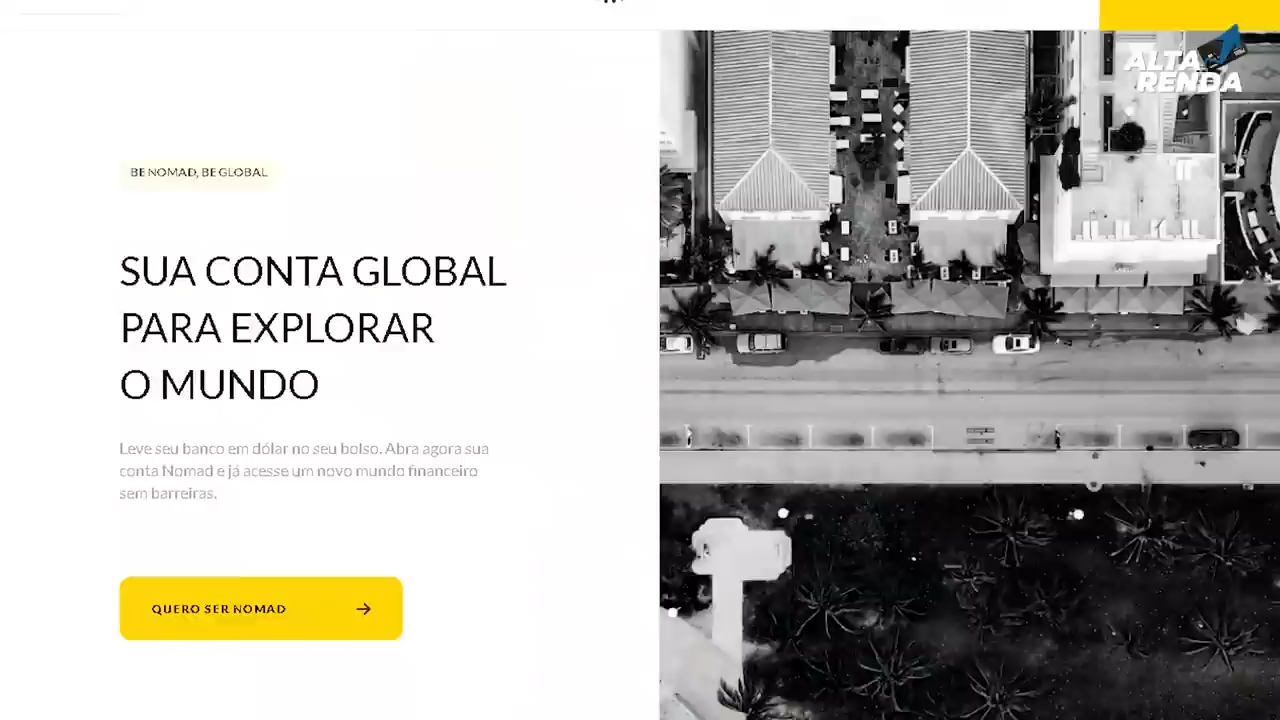 ALTA
RENDA
BE NOMAD, BE GLOBAL
SUA CONTA GLOBAL
PARA EXPLORAR
O MUNDO
Leve seu banco em dólar no seu bolso. Abra agora sua
conta Nomad e já acesse um novo mundo financeiro
sem barreiras.
QUERO SER NOMAD